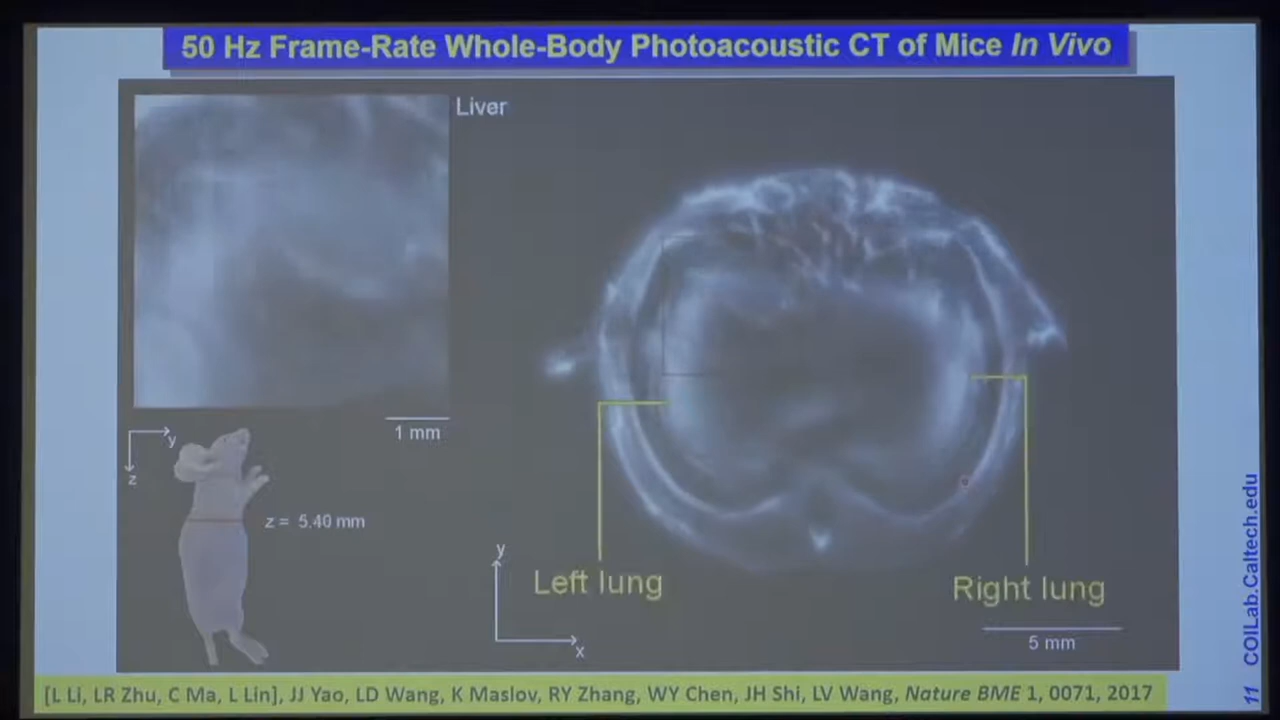 50 Hz Frame-Rate Whole-Body Photoacoustic CT of Mice In Vivo
Liver
1 mm
y
z
z = 5.40 mm
y
x
Left lung
Right lung
5 mm
[L Li, LR Zhu, C Ma, L Lin], JJ Yao, LD Wang, K Maslov, RY Zhang, WY Chen, JH Shi, LV Wang, Nature BME 1, 0071, 2017
11 COILab.Caltech.edu